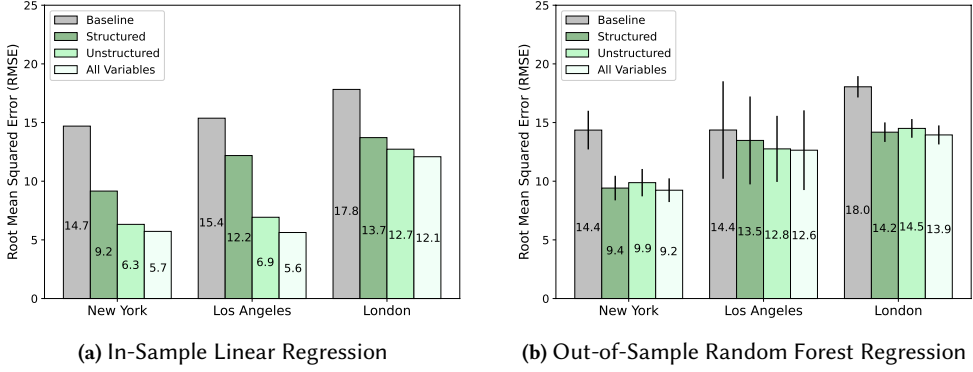 25
20
15
10
5
0
Root Mean Squared Error (RMSE)
Baseline
Structured
Unstructured
All Variables
14.7
9.2
6.3
5.7
15.4
12.2
6.9
5.6
17.8
13.7
12.7
12.1
New York Los Angeles London
(a) In-Sample Linear Regression
25
20
15
10
5
0
Root Mean Squared Error (RMSE)
Baseline
Structured
Unstructured
All Variables
14.4
9.4
9.9
9.2
14.4
13.5
12.8
12.6
18.0
14.2
14.5
13.9
New York Los Angeles London
(b) Out-of-Sample Random Forest Regression